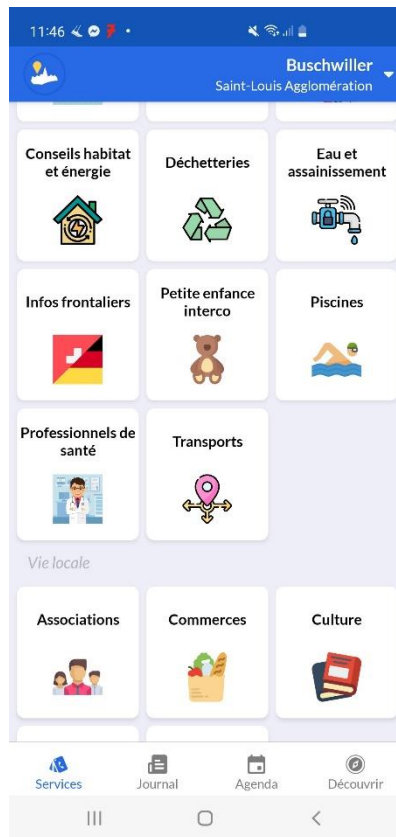 11:46
Buschwiller
Saint-Louis Agglomération
Conseils habitat
et énergie
Déchetteries
Eau et
assainissement
Infos frontaliers
Petite enfance
interco
Piscines
Professionnels de
santé
Transports
Vie locale
Associations
Commerces
Culture
Services
Journal
Agenda
Découvrir